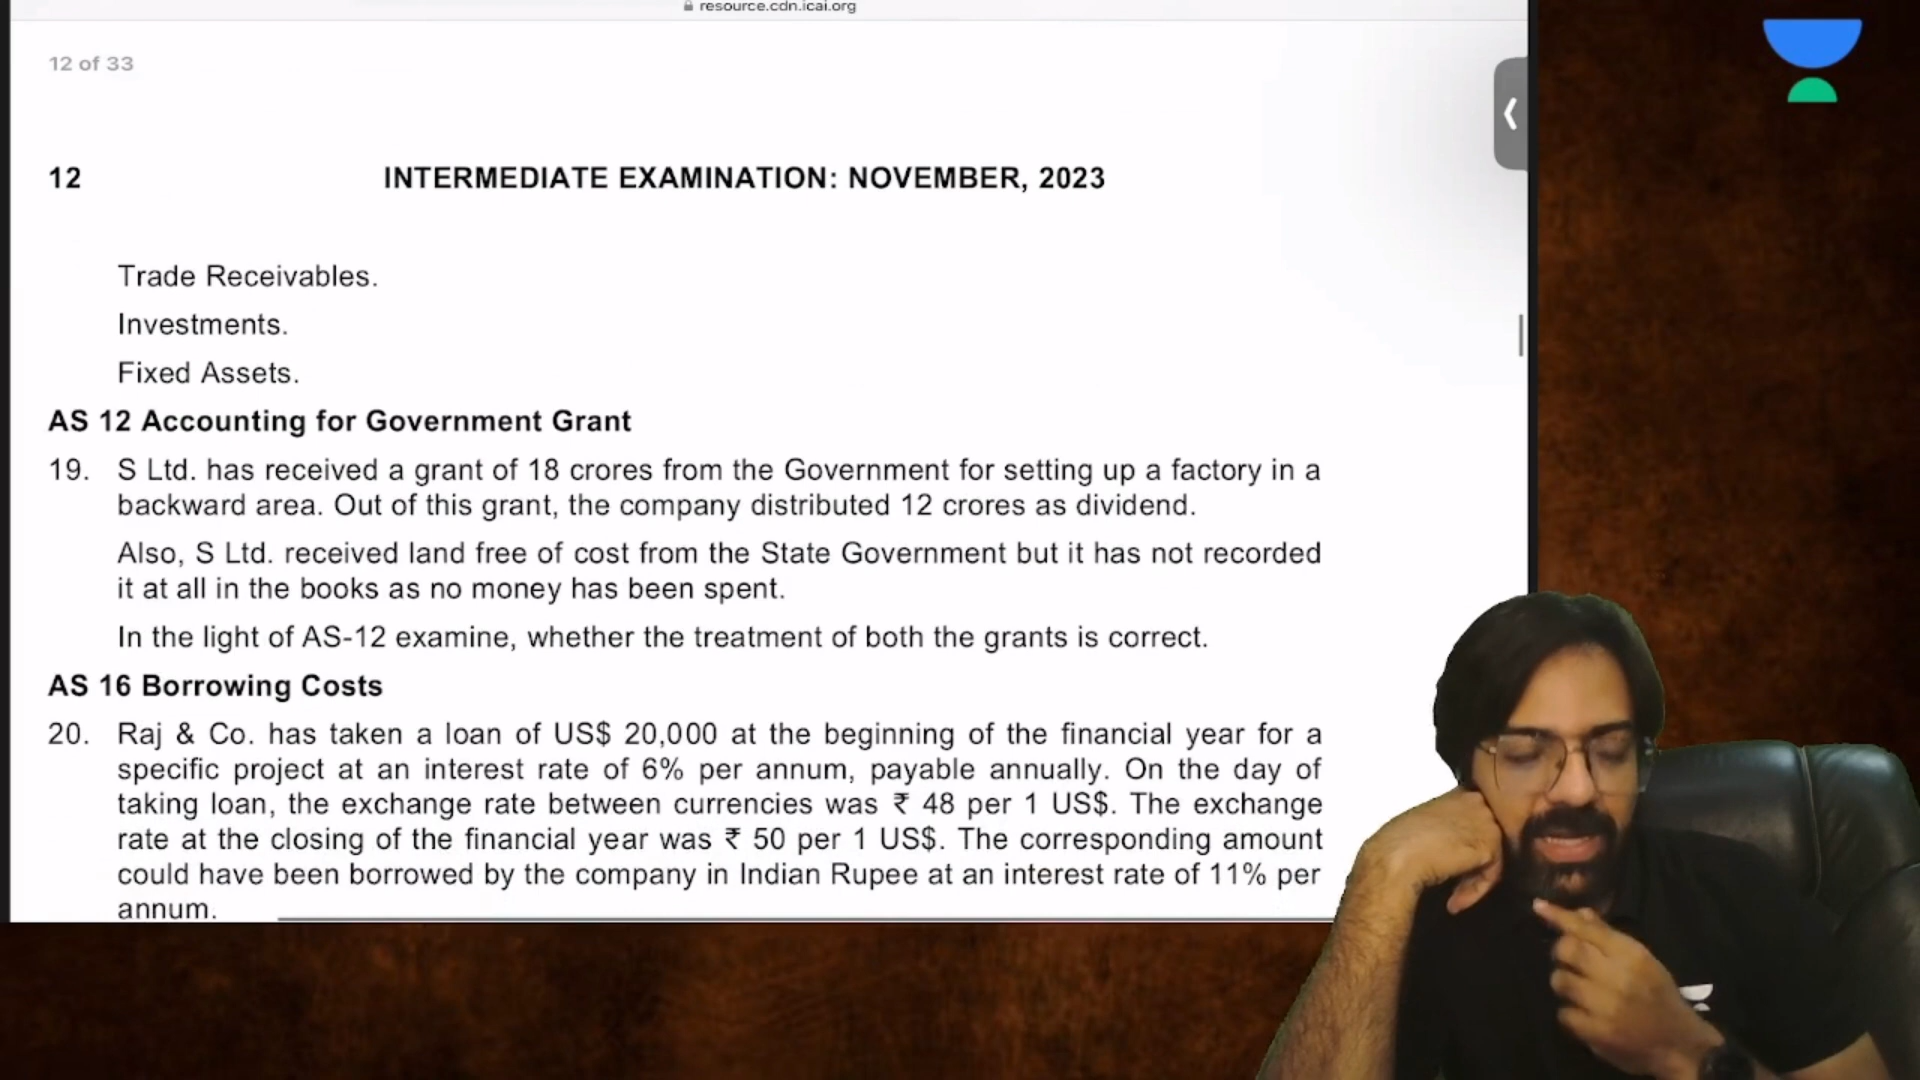 resource.cdn.icai.org
12 of 33
12 INTERMEDIATE EXAMINATION: NOVEMBER, 2023
Trade Receivables.
Investments.
Fixed Assets.
AS 12 Accounting for Government Grant
19. S Ltd. has received a grant of 18 crores from the Government for setting up a factory in a
backward area. Out of this grant, the company distributed 12 crores as dividend.
Also, S Ltd. received land free of cost from the State Government but it has not recorded
it at all in the books as no money has been spent.
In the light of AS-12 examine, whether the treatment of both the grants is correct.
AS 16 Borrowing Costs
20. Raj & Co. has taken a loan of US$ 20,000 at the beginning of the financial year for a
specific project at an interest rate of 6% per annum, payable annually. On the day of
taking loan, the exchange rate between currencies was ₹ 48 per 1 US$. The exchange
rate at the closing of the financial year was ₹ 50 per 1 US$. The corresponding amount
could have been borrowed by the company in Indian Rupee at an interest rate of 11% per
annum.